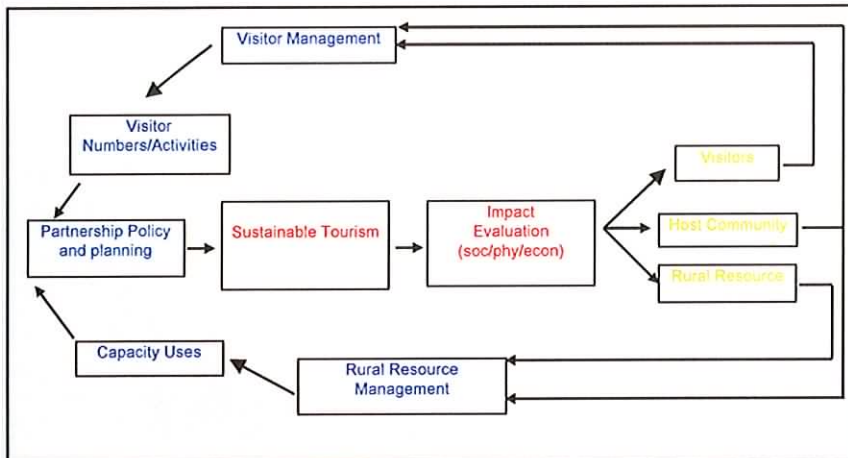 Visitor Management
Visitor
Numbers/Activities
Visitors
Partnership Policy
and planning
Sustainable Tourism
Impact
Evaluation
(soc/phy/econ)
Host Community
Rural Resource
Capacity Uses
Rural Resource
Management